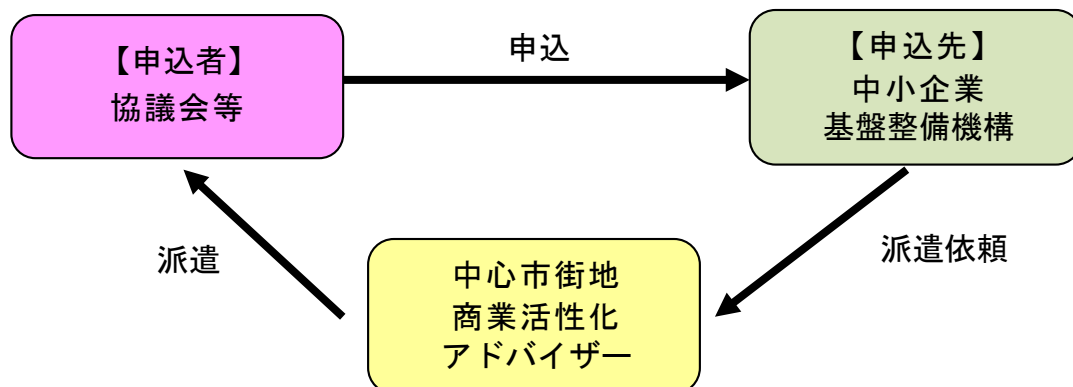 【申込者】
協議会等
申込
【申込先】
中小企業
基盤整備機構
派遣
派遣依頼
中心市街地
商業活性化
アドバイザー